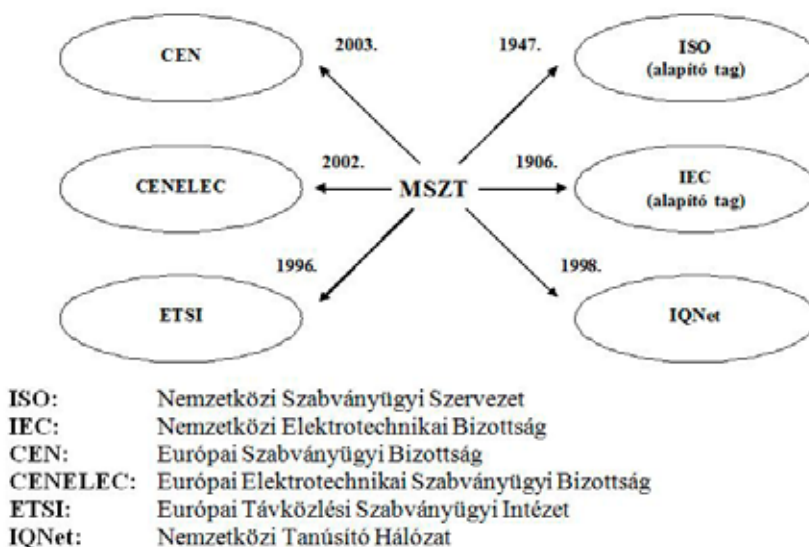 2003.
1947.
CEN
ISO
(alapító tag)
2002.
1906.
CENELEC
MSZT
IEC
(alapító tag)
1996.
1998.
ETSI
IQNet
ISO: Nemzetközi Szabványügyi Szervezet
IEC: Nemzetközi Elektrotechnikai Bizottság
CEN: Európai Szabványügyi Bizottság
CENELEC: Európai Elektrotechnikai Szabványügyi Bizottság
ETSI: Európai Távközlési Szabványügyi Intézet
IQNet: Nemzetközi Tanúsító Hálózat